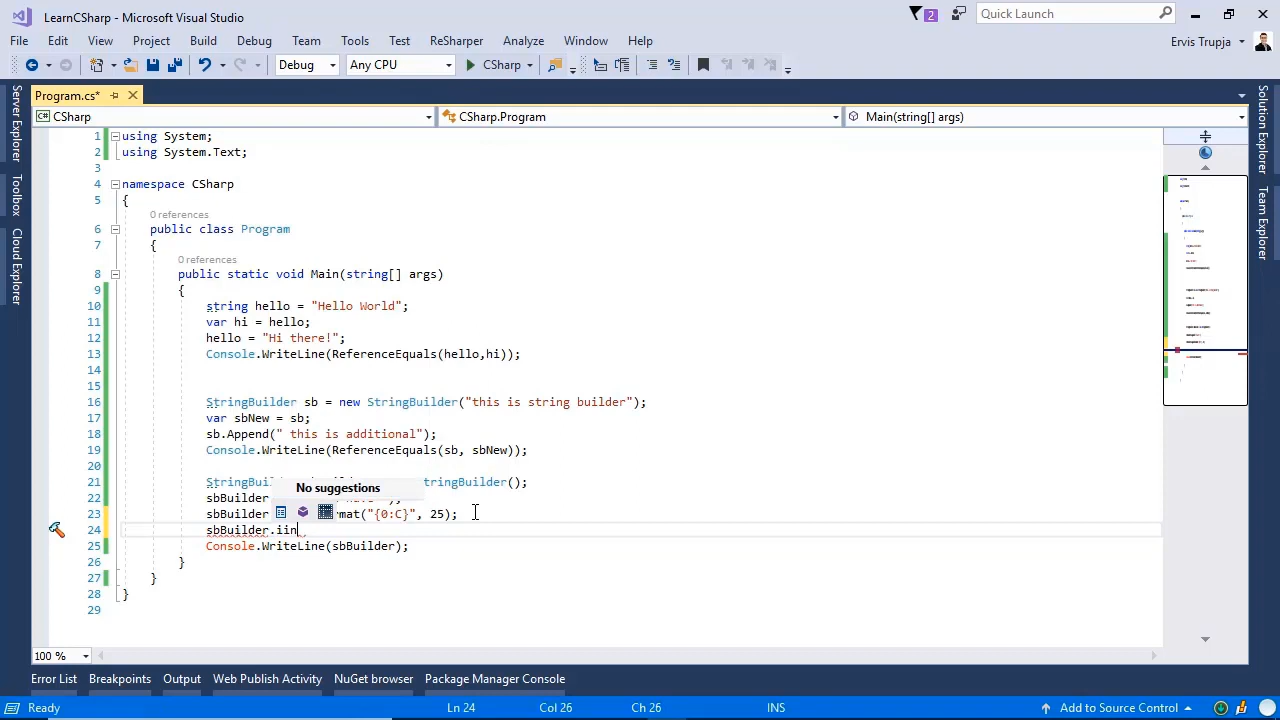 LearnCSharp - Microsoft Visual Studio
2
Quick Launch
File Edit View Project Build Debug Team Tools Test ReSharper Analyze Window Help
Ervis Trupja
Debug Any CPU CSharp
Program.cs*
CSharp CSharp.Program Main(string[] args)
Server Explorer
Toolbox
Cloud Explorer
Solution Explorer
Team Explorer
1 using System;
2 using System.Text;
3
4 namespace CSharp
5 {
0 references
6 public class Program
7 {
0 references
8 public static void Main(string[] args)
9 {
10 string hello = "Hello World";
11 var hi = hello;
12 hello = "Hi there!";
13 Console.WriteLine(ReferenceEquals(hello,hi));
14
15
16 StringBuilder sb = new StringBuilder("this is string builder");
17 var sbNew = sb;
18 sb.Append(" this is additional");
19 Console.WriteLine(ReferenceEquals(sb, sbNew));
20
21 StringBuil tringBuilder();
No suggestions
22 sbBuilder
23 sbBuilder mat("{0:C}", 25);
24 sbBuilder.iin
25 Console.WriteLine(sbBuilder);
26 }
27 }
28 }
29
100 %
Error List Breakpoints Output Web Publish Activity NuGet browser Package Manager Console
Ready Ln 24 Col 26 Ch 26 INS Add to Source Control